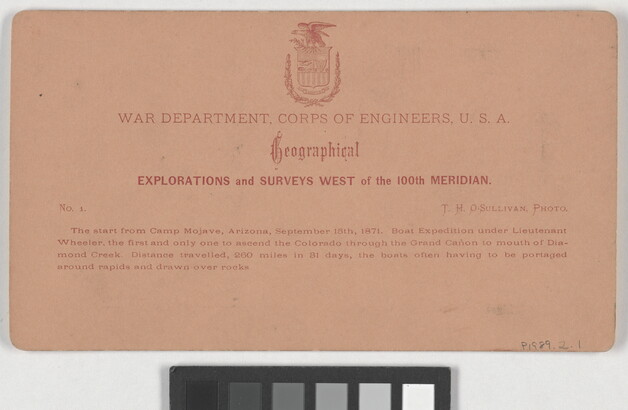 WAR DEPARTMENT, CORPS OF ENGINEERS, U. S. A.
Geographical
EXPLORATIONS and SURVEYS WEST of the 100th MERIDIAN.
No. 1. T. H. O'Sullivan, Photo.
The start from Camp Mojave, Arizona, September 15th, 1871. Boat Expedition under Lieutenant
Wheeler, the first and only one to ascend the Colorado through the Grand Cañon to mouth of Dia-
mond Creek. Distance travelled, 260 miles in 31 days, the boats often having to be portaged
around rapids and drawn over rocks
P1989.2.1